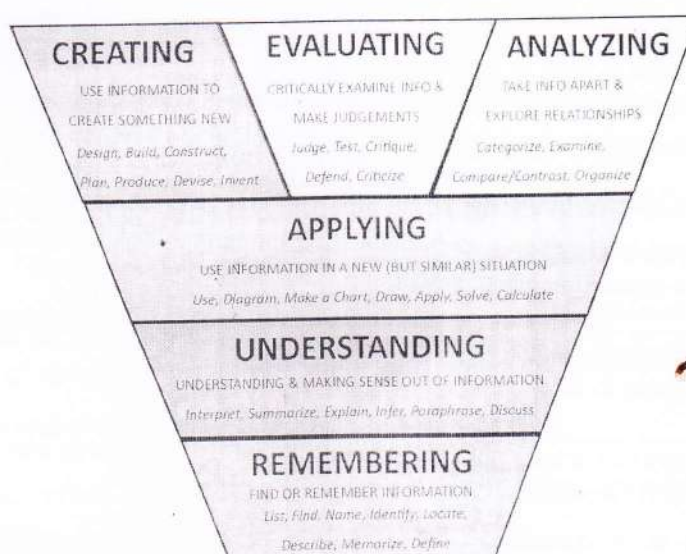 CREATING
USE INFORMATION TO
CREATE SOMETHING NEW
Design, Build, Construct,
Plan, Produce, Devise, Invent
EVALUATING
CRITICALLY EXAMINE INFO &
MAKE JUDGEMENTS
Judge, Test, Critique,
Defend, Criticize
ANALYZING
TAKE INFO APART &
EXPLORE RELATIONSHIPS
Categorize, Examine,
Compare/Contrast, Organize
APPLYING
USE INFORMATION IN A NEW (BUT SIMILAR) SITUATION
Use, Diagram, Make a Chart, Draw, Apply, Solve, Calculate
UNDERSTANDING
UNDERSTANDING & MAKING SENSE OUT OF INFORMATION
Interpret, Summarize, Explain, Infer, Paraphrase, Discuss
REMEMBERING
FIND OR REMEMBER INFORMATION
List, Find, Name, Identify, Locate,
Describe, Memorize, Define